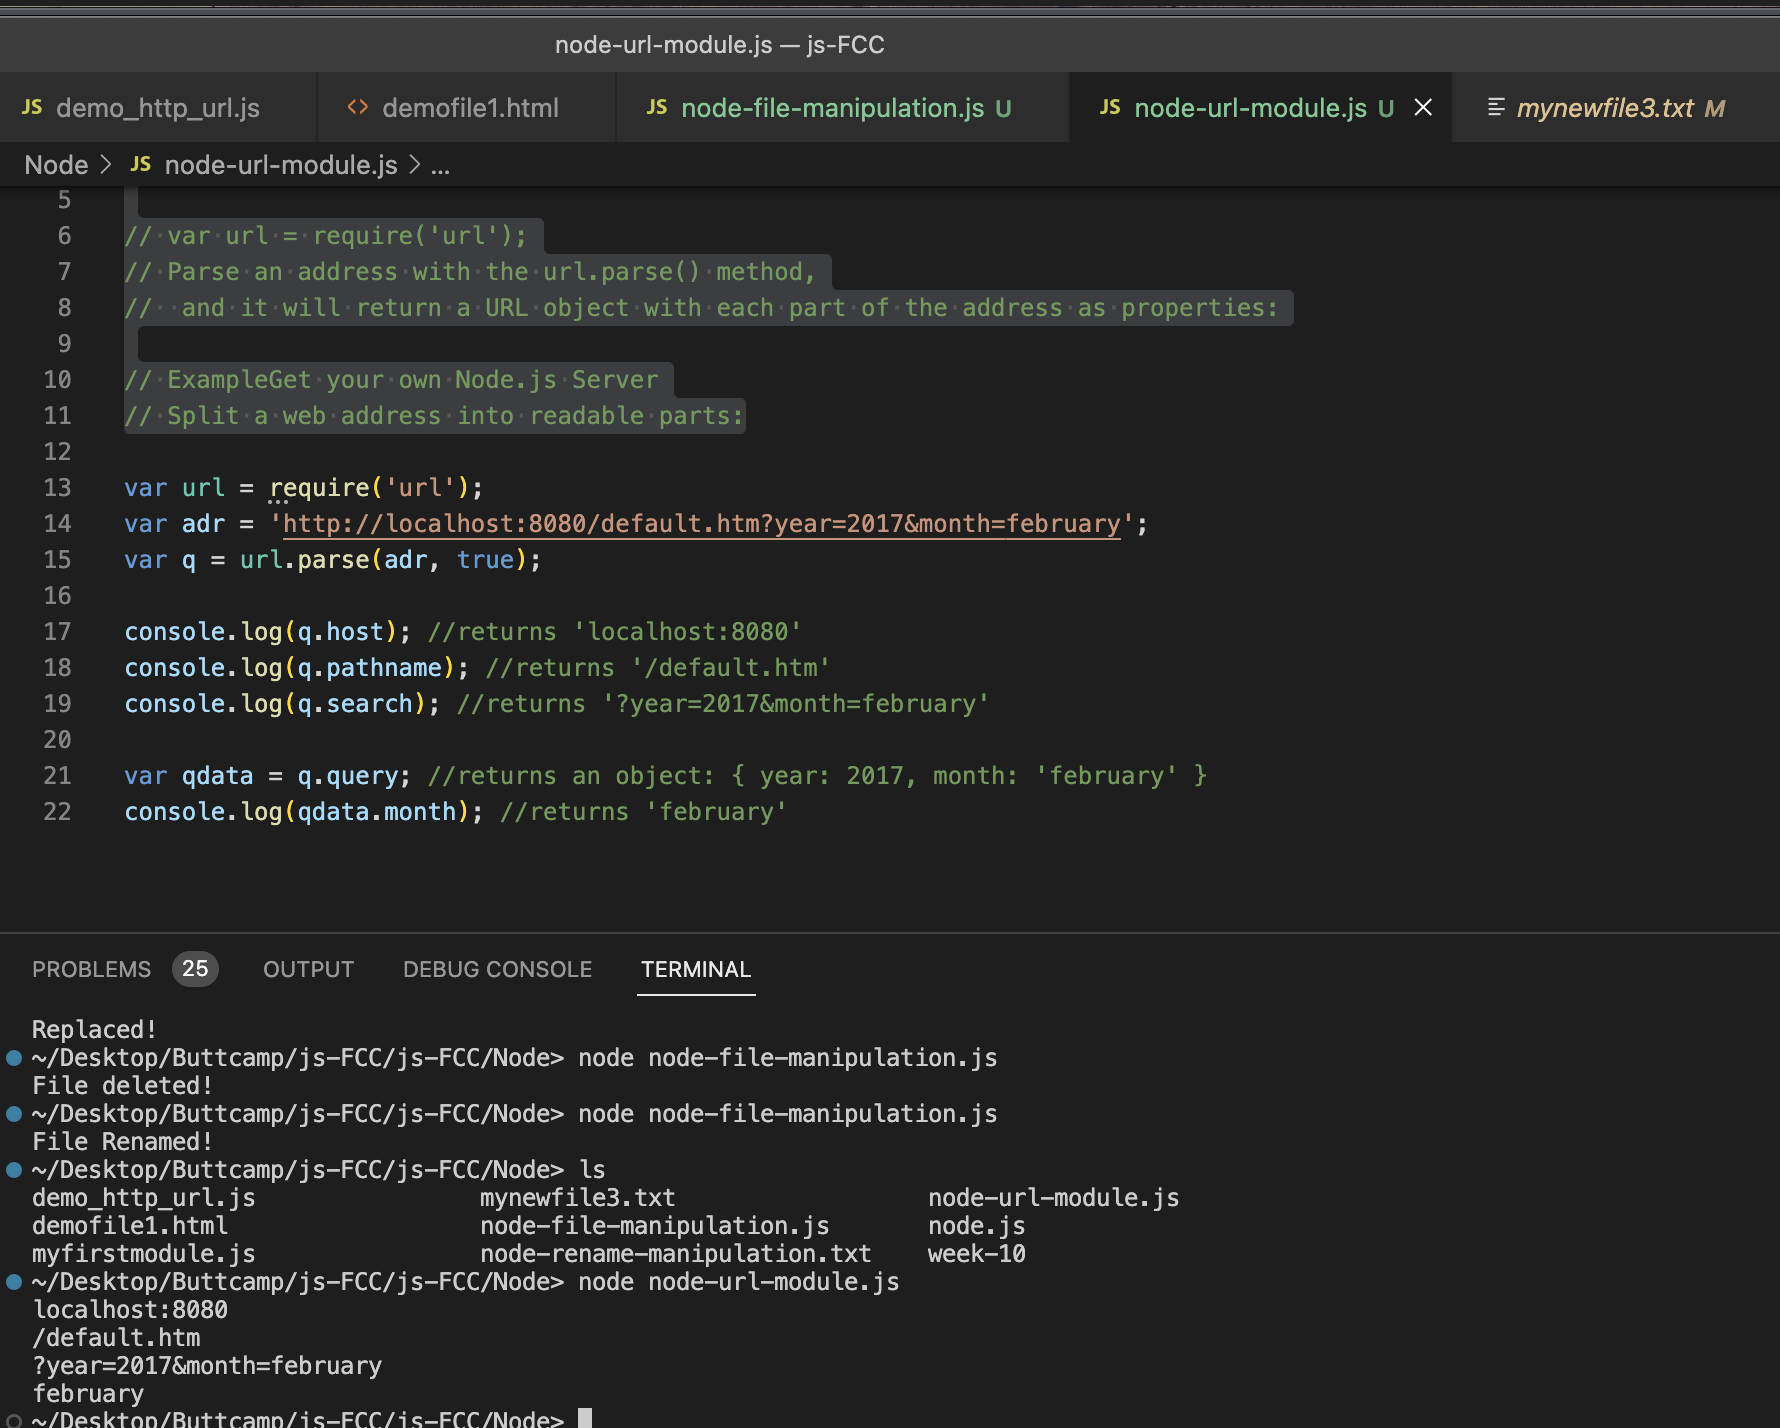 node-url-module.js — js-FCC
JS demo_http_url.js <> demofile1.html JS node-file-manipulation.js U JS node-url-module.js U × mynewfile3.txt M
Node > JS node-url-module.js > ...
5
6 // var url = require('url');
7 // Parse an address with the url.parse() method,
8 //  and it will return a URL object with each part of the address as properties:
9
10 // ExampleGet your own Node.js Server
11 // Split a web address into readable parts:
12
13 var url = require('url');
14 var adr = 'http://localhost:8080/default.htm?year=2017&month=february';
15 var q = url.parse(adr, true);
16
17 console.log(q.host); //returns 'localhost:8080'
18 console.log(q.pathname); //returns '/default.htm'
19 console.log(q.search); //returns '?year=2017&month=february'
20
21 var qdata = q.query; //returns an object: { year: 2017, month: 'february' }
22 console.log(qdata.month); //returns 'february'
PROBLEMS 25 OUTPUT DEBUG CONSOLE TERMINAL
Replaced!
~/Desktop/Buttcamp/js-FCC/js-FCC/Node> node node-file-manipulation.js
File deleted!
~/Desktop/Buttcamp/js-FCC/js-FCC/Node> node node-file-manipulation.js
File Renamed!
~/Desktop/Buttcamp/js-FCC/js-FCC/Node> ls
demo_http_url.js mynewfile3.txt node-url-module.js
demofile1.html node-file-manipulation.js node.js
myfirstmodule.js node-rename-manipulation.txt week-10
~/Desktop/Buttcamp/js-FCC/js-FCC/Node> node node-url-module.js
localhost:8080
/default.htm
?year=2017&month=february
february
~/Desktop/Buttcamp/js-FCC/js-FCC/Node>